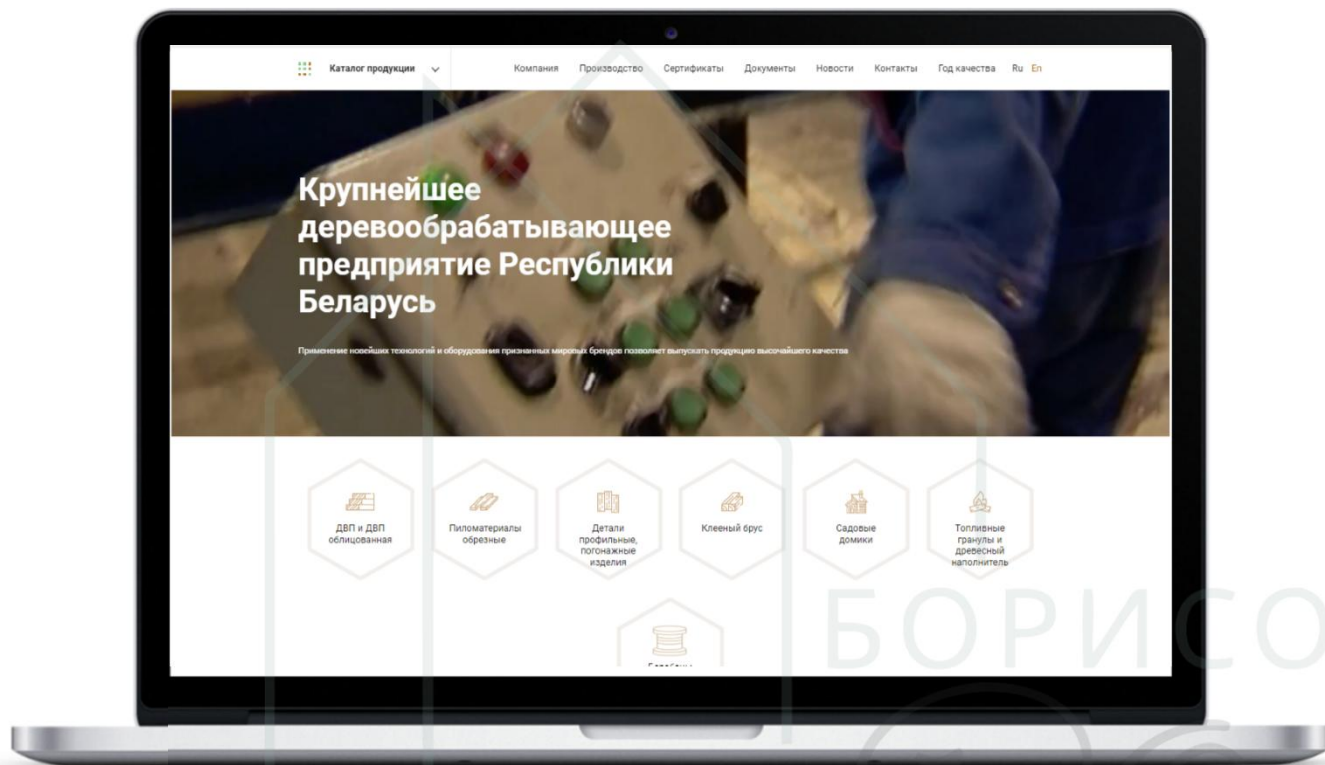 Каталог продукции
Компания Производство Сертификаты Документы Новости Контакты Год качества Ru En
Крупнейшее
деревообрабатывающее
предприятие Республики
Беларусь
Применение новейших технологий и оборудования признанных мировых брендов позволяет выпускать продукцию высочайшего качества
ДВП и ДВП
облицованная
Пиломатериалы
обрезные
Детали
профильные,
погонажные
изделия
Клееный брус
Садовые
домики
Топливные
гранулы и
древесный
наполнитель
БОРИСО